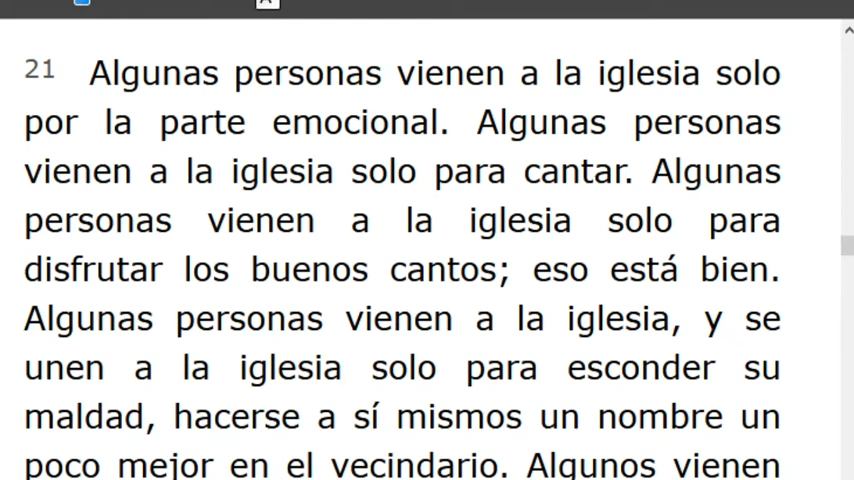 21 Algunas personas vienen a la iglesia solo
por la parte emocional. Algunas personas
vienen a la iglesia solo para cantar. Algunas
personas vienen a la iglesia solo para
disfrutar los buenos cantos; eso está bien.
Algunas personas vienen a la iglesia, y se
unen a la iglesia solo para esconder su
maldad, hacerse a sí mismos un nombre un
poco mejor en el vecindario. Algunos vienen